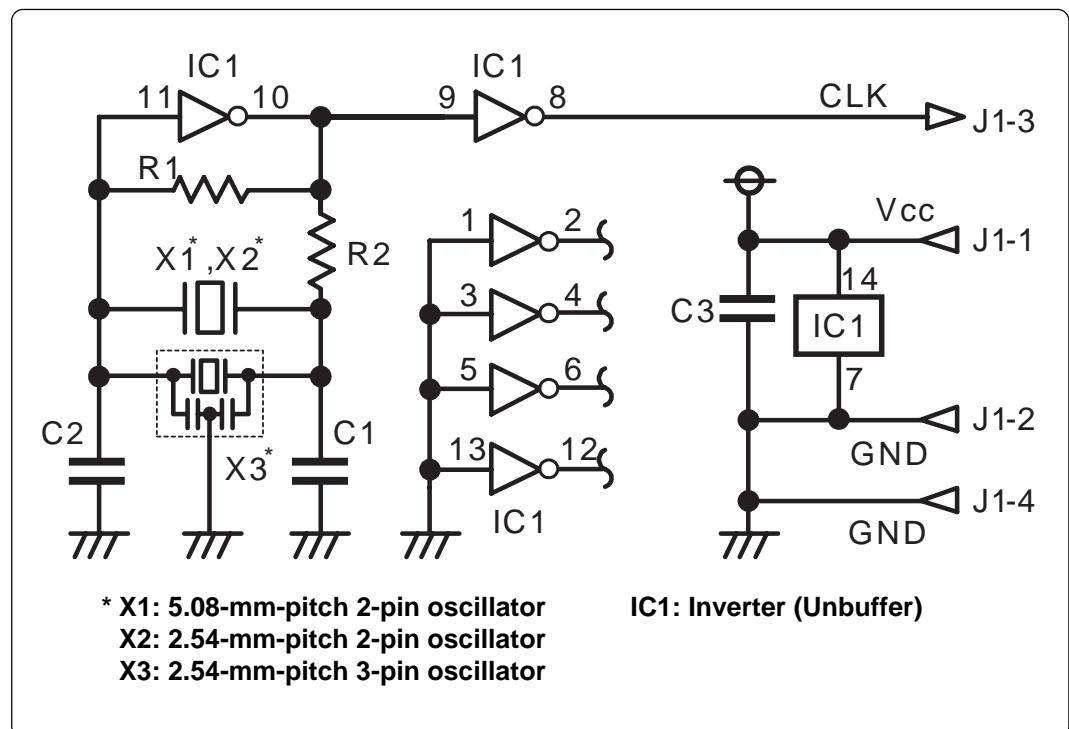 IC1 IC1
11 10 9 8 CLK J1-3
R1
X1*,X2* R2
1 2 Vcc J1-1
3 4 C3 14 IC1
5 6 7
C2 X3* C1 13 12 GND J1-2
IC1 GND J1-4
* X1: 5.08-mm-pitch 2-pin oscillator IC1: Inverter (Unbuffer)
X2: 2.54-mm-pitch 2-pin oscillator
X3: 2.54-mm-pitch 3-pin oscillator